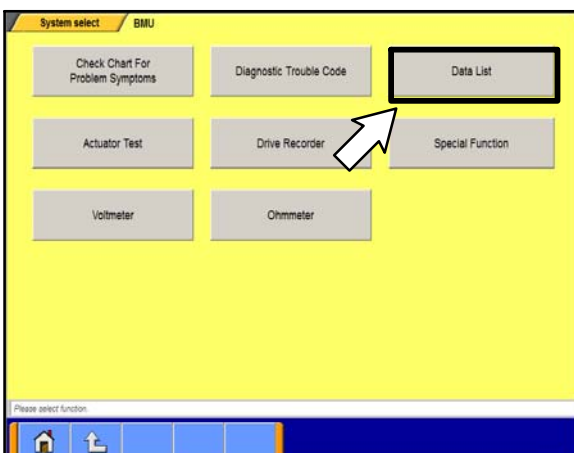 System select
BMU
Check Chart For
Problem Symptoms
Diagnostic Trouble Code
Data List
Actuator Test
Drive Recorder
Special Function
Voltmeter
Ohmmeter
Please select function.